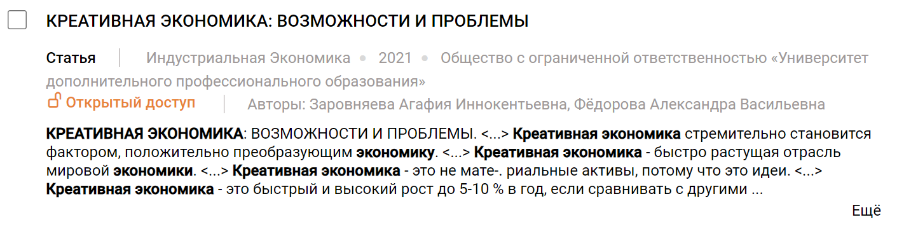 КРЕАТИВНАЯ ЭКОНОМИКА: ВОЗМОЖНОСТИ И ПРОБЛЕМЫ
Статья Индустриальная Экономика 2021 Общество с ограниченной ответственностью «Университет
дополнительного профессионального образования»
Открытый доступ Авторы: Заровняева Агафия Иннокентьевна, Фёдорова Александра Васильевна
КРЕАТИВНАЯ ЭКОНОМИКА: ВОЗМОЖНОСТИ И ПРОБЛЕМЫ. <...> Креативная экономика стремительно становится
фактором, положительно преобразующим экономику. <...> Креативная экономика - быстро растущая отрасль
мировой экономики. <...> Креативная экономика - это не мате-. риальные активы, потому что это идеи. <...>
Креативная экономика - это быстрый и высокий рост до 5-10 % в год, если сравнивать с другими ...
Ещё